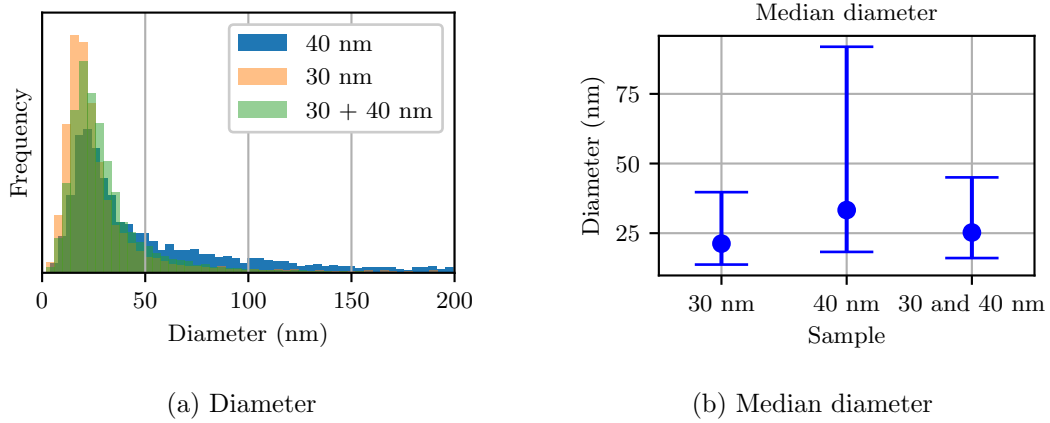 40 nm
30 nm
30 + 40 nm
Frequency
0
50
100
150
200
Diameter (nm)
(a) Diameter
Median diameter
75
50
25
Diameter (nm)
30 nm
40 nm
30 and 40 nm
Sample
(b) Median diameter